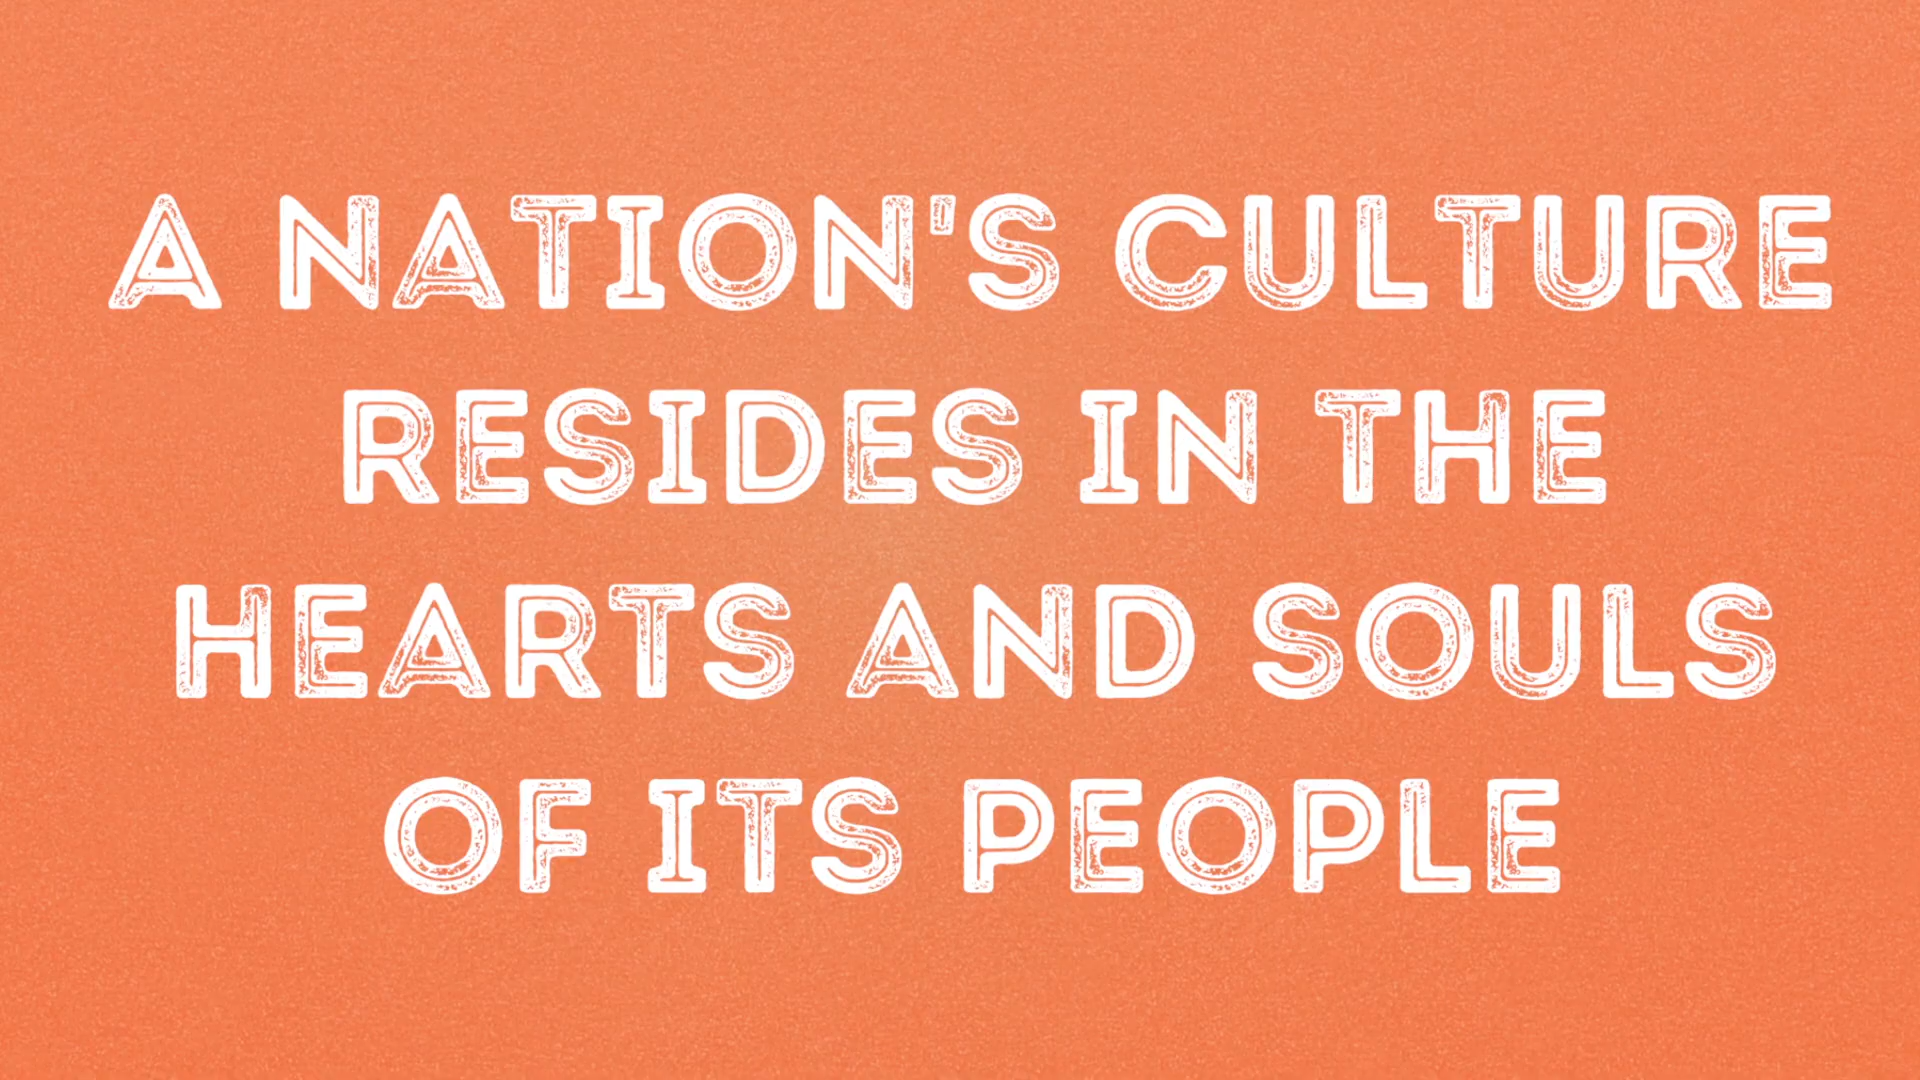 A NATION'S CULTURE
RESIDES IN THE
HEARTS AND SOULS
OF ITS PEOPLE